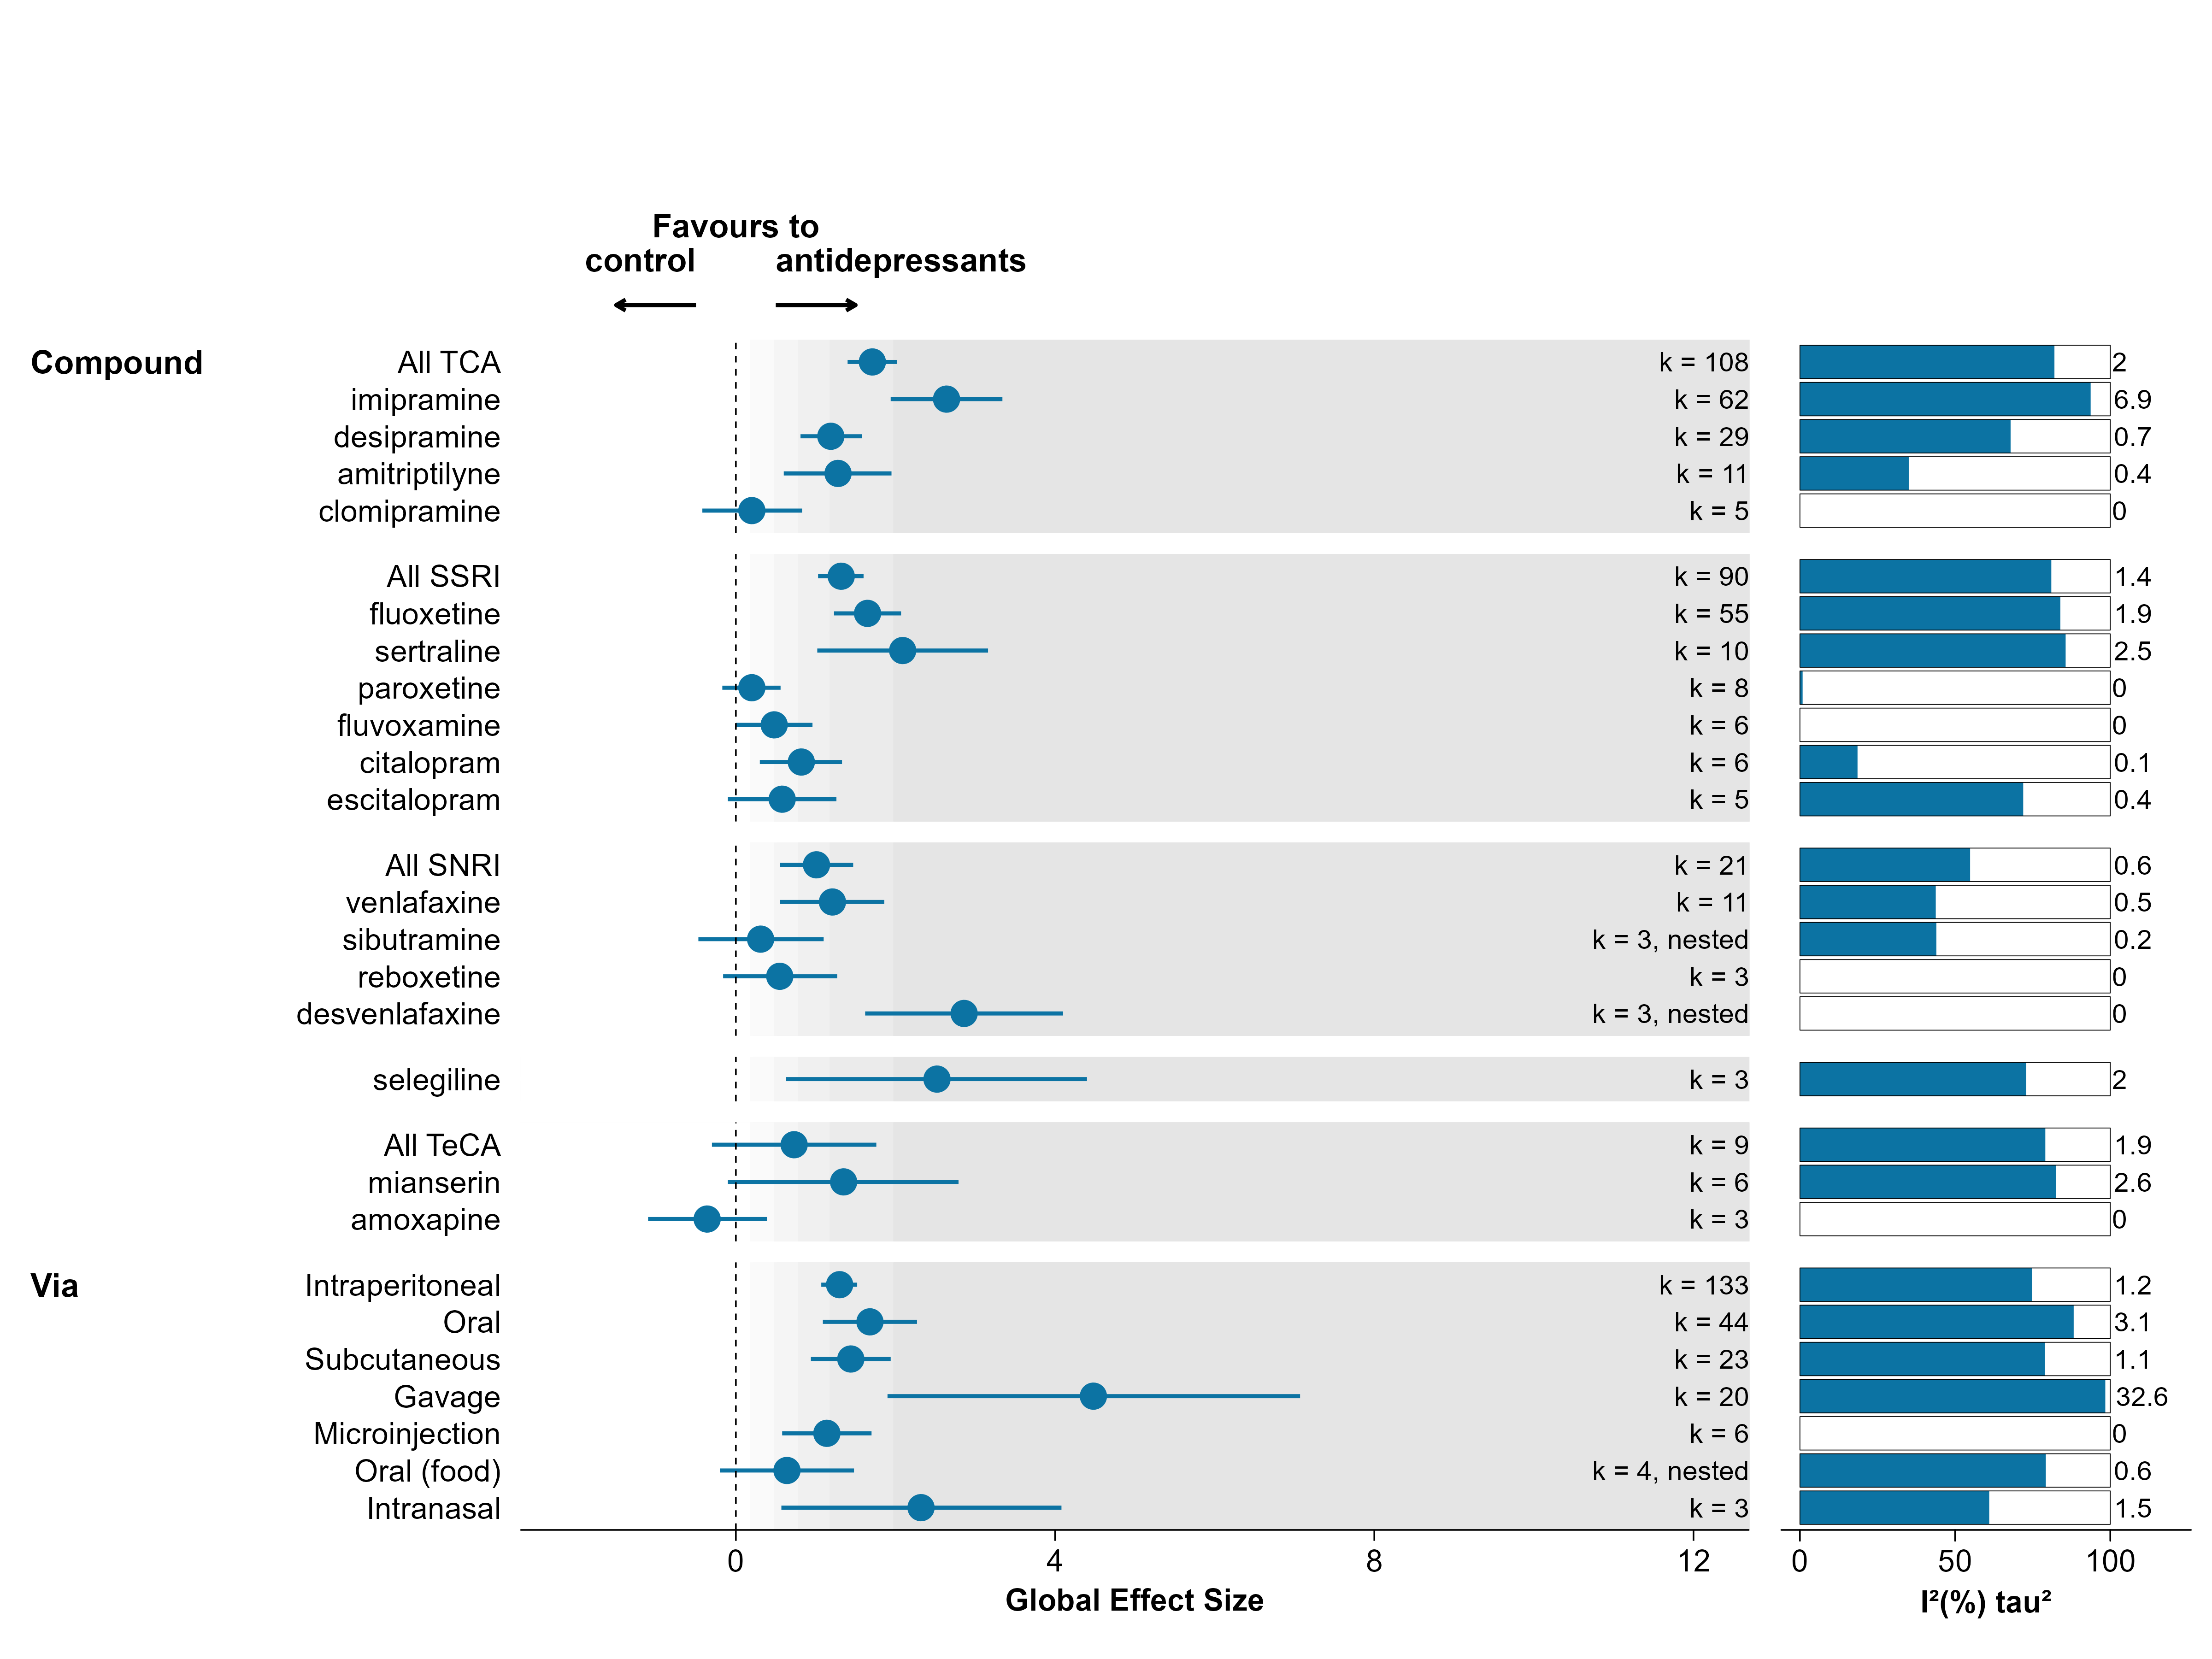 Favours to
control antidepressants
Compound All TCA k = 108 2
imipramine k = 62 6.9
desipramine k = 29 0.7
amitriptilyne k = 11 0.4
clomipramine k = 5 0
All SSRI k = 90 1.4
fluoxetine k = 55 1.9
sertraline k = 10 2.5
paroxetine k = 8 0
fluvoxamine k = 6 0
citalopram k = 6 0.1
escitalopram k = 5 0.4
All SNRI k = 21 0.6
venlafaxine k = 11 0.5
sibutramine k = 3, nested 0.2
reboxetine k = 3 0
desvenlafaxine k = 3, nested 0
selegiline k = 3 2
All TeCA k = 9 1.9
mianserin k = 6 2.6
amoxapine k = 3 0
Via Intraperitoneal k = 133 1.2
Oral k = 44 3.1
Subcutaneous k = 23 1.1
Gavage k = 20 32.6
Microinjection k = 6 0
Oral (food) k = 4, nested 0.6
Intranasal k = 3 1.5
0 4 8 12 0 50 100
Global Effect Size I²(%) tau²